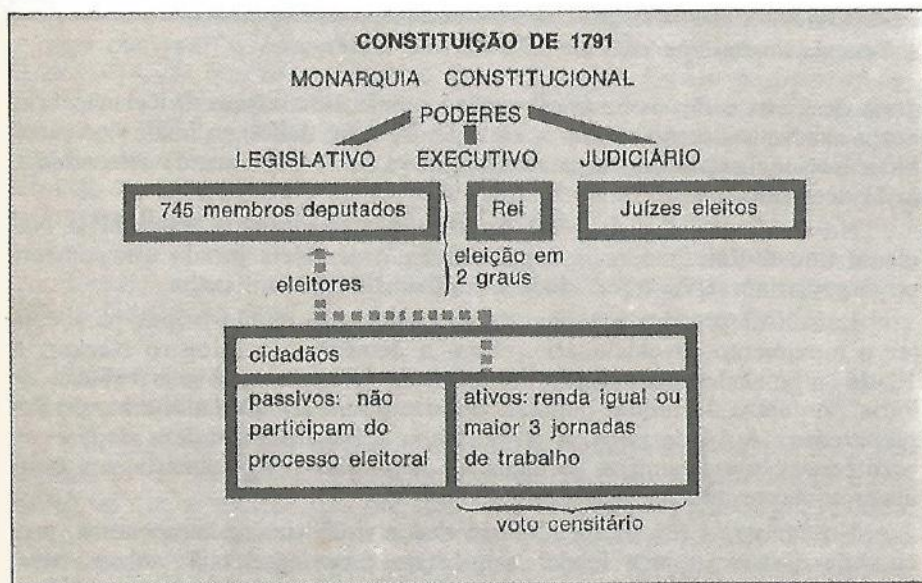 CONSTITUIÇÃO DE 1791
MONARQUIA CONSTITUCIONAL
PODERES
LEGISLATIVO EXECUTIVO JUDICIÁRIO
745 membros deputados
Rei
Juízes eleitos
eleitores
eleição em
2 graus
cidadãos
passivos: não
participam do
processo eleitoral
ativos: renda igual ou
maior 3 jornadas
de trabalho
voto censitário